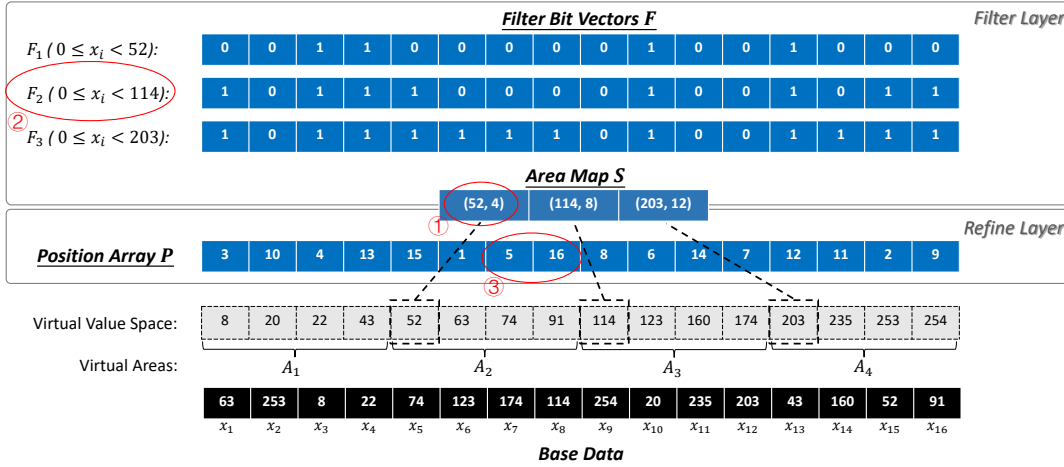 Filter Bit Vectors F
Filter Layer
F₁ ( 0 ≤ xᵢ < 52): 0 0 1 1 0 0 0 0 0 1 0 0 1 0 0 0
F₂ ( 0 ≤ xᵢ < 114): 1 0 1 1 1 0 0 0 0 1 0 0 1 0 1 1
②
F₃ ( 0 ≤ xᵢ < 203): 1 0 1 1 1 1 1 1 0 1 0 0 1 1 1 1
Area Map S
(52, 4) (114, 8) (203, 12)
①
Refine Layer
Position Array P 3 10 4 13 15 1 5 16 8 6 14 7 12 11 2 9
③
Virtual Value Space: 8 20 22 43 52 63 74 91 114 123 160 174 203 235 253 254
Virtual Areas: A₁ A₂ A₃ A₄
63 253 8 22 74 123 174 114 254 20 235 203 43 160 52 91
x₁ x₂ x₃ x₄ x₅ x₆ x₇ x₈ x₉ x₁₀ x₁₁ x₁₂ x₁₃ x₁₄ x₁₅ x₁₆
Base Data